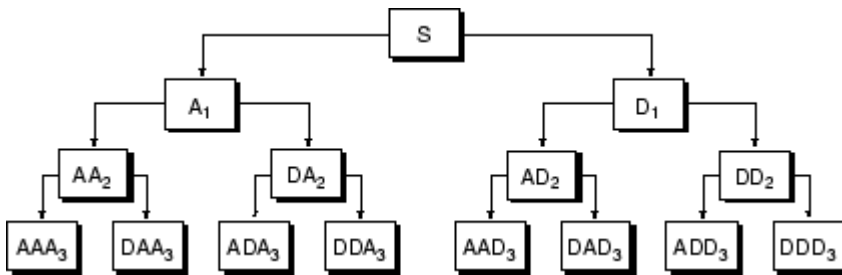 S
A₁ D₁
AA₂ DA₂ AD₂ DD₂
AAA₃ DAA₃ ADA₃ DDA₃ AAD₃ DAD₃ ADD₃ DDD₃